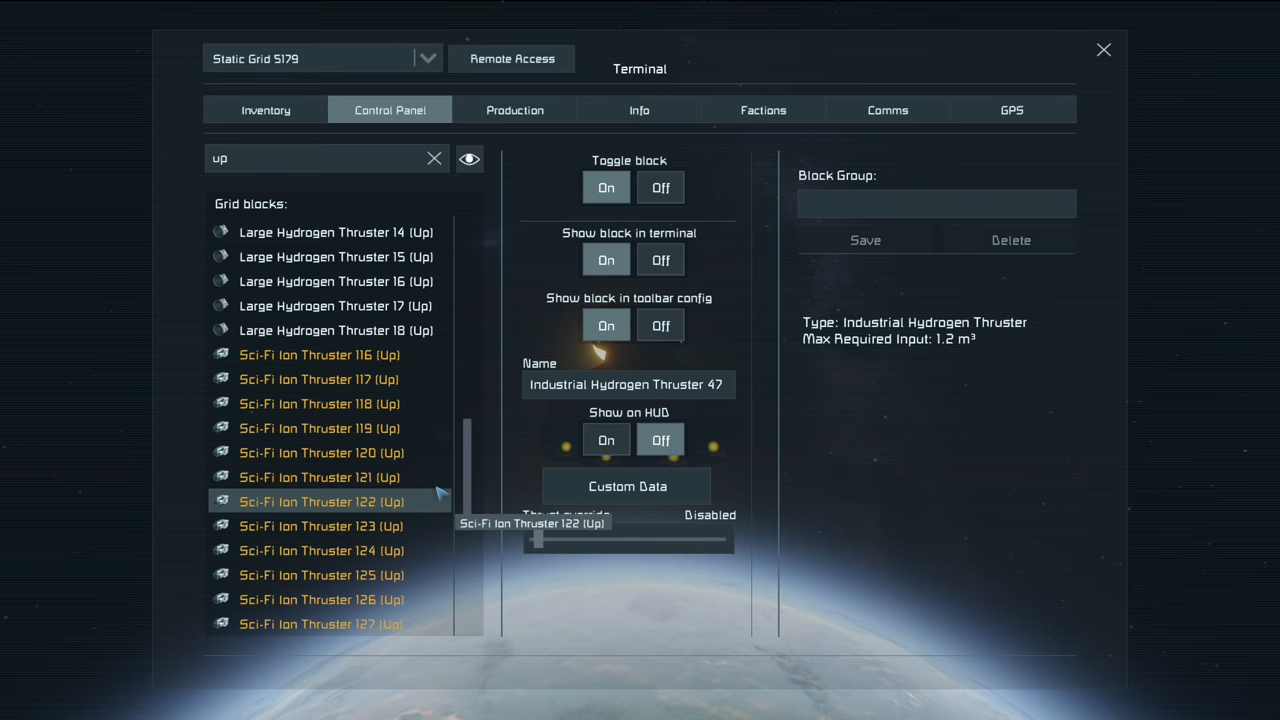 Static Grid 5179
Remote Access
Terminal
Inventory
Control Panel
Production
Info
Factions
Comms
GPS
up
Grid blocks:
Large Hydrogen Thruster 14 (Up)
Large Hydrogen Thruster 15 (Up)
Large Hydrogen Thruster 16 (Up)
Large Hydrogen Thruster 17 (Up)
Large Hydrogen Thruster 18 (Up)
Sci-Fi Ion Thruster 116 (Up)
Sci-Fi Ion Thruster 117 (Up)
Sci-Fi Ion Thruster 118 (Up)
Sci-Fi Ion Thruster 119 (Up)
Sci-Fi Ion Thruster 120 (Up)
Sci-Fi Ion Thruster 121 (Up)
Sci-Fi Ion Thruster 122 (Up)
Sci-Fi Ion Thruster 123 (Up)
Sci-Fi Ion Thruster 124 (Up)
Sci-Fi Ion Thruster 125 (Up)
Sci-Fi Ion Thruster 126 (Up)
Sci-Fi Ion Thruster 127 (Up)
Sci-Fi Ion Thruster 122 (Up)
Toggle block
On Off
Show block in terminal
On Off
Show block in toolbar config
On Off
Name
Industrial Hydrogen Thruster 47
Show on HUD
On Off
Custom Data
Thrust override Disabled
Block Group:
Save Delete
Type: Industrial Hydrogen Thruster
Max Required Input: 1.2 m³